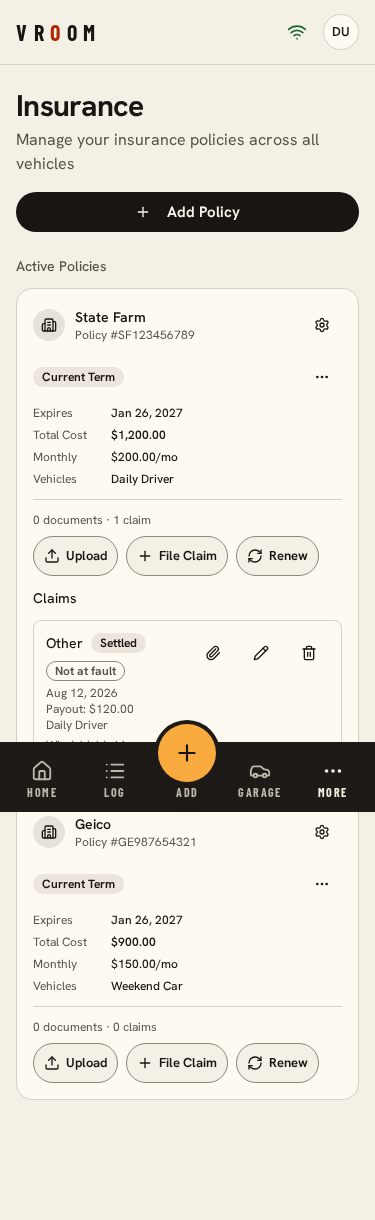 VROOM
DU
Insurance
Manage your insurance policies across all
vehicles
Add Policy
Active Policies
State Farm
Policy #SF123456789
Current Term
Expires Jan 26, 2027
Total Cost $1,200.00
Monthly $200.00/mo
Vehicles Daily Driver
0 documents · 1 claim
Upload File Claim Renew
Claims
Other Settled
Not at fault
Aug 12, 2026
Payout: $120.00
Daily Driver
HOME LOG ADD GARAGE MORE
Geico
Policy #GE987654321
Current Term
Expires Jan 26, 2027
Total Cost $900.00
Monthly $150.00/mo
Vehicles Weekend Car
0 documents · 0 claims
Upload File Claim Renew